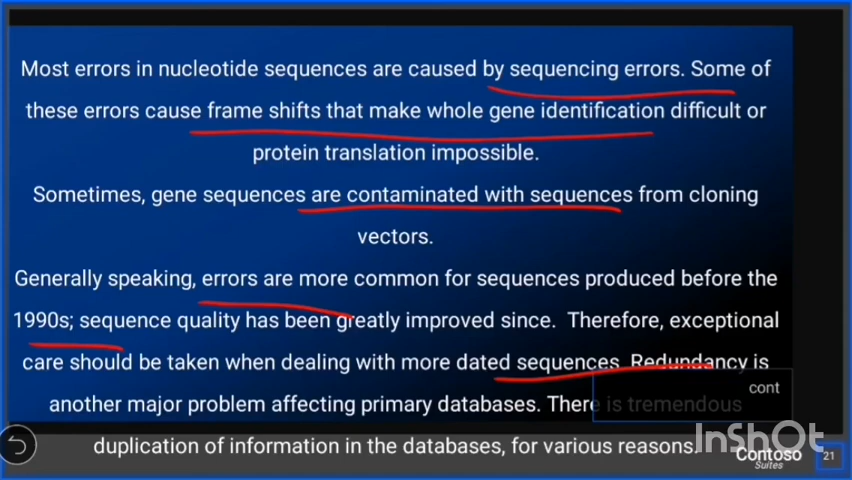 Most errors in nucleotide sequences are caused by sequencing errors. Some of
these errors cause frame shifts that make whole gene identification difficult or
protein translation impossible.
Sometimes, gene sequences are contaminated with sequences from cloning
vectors.
Generally speaking, errors are more common for sequences produced before the
1990s; sequence quality has been greatly improved since. Therefore, exceptional
care should be taken when dealing with more dated sequences. Redundancy is
cont
another major problem affecting primary databases. There is tremendous
duplication of information in the databases, for various reasons.
InShOt
Contoso
Suites
21